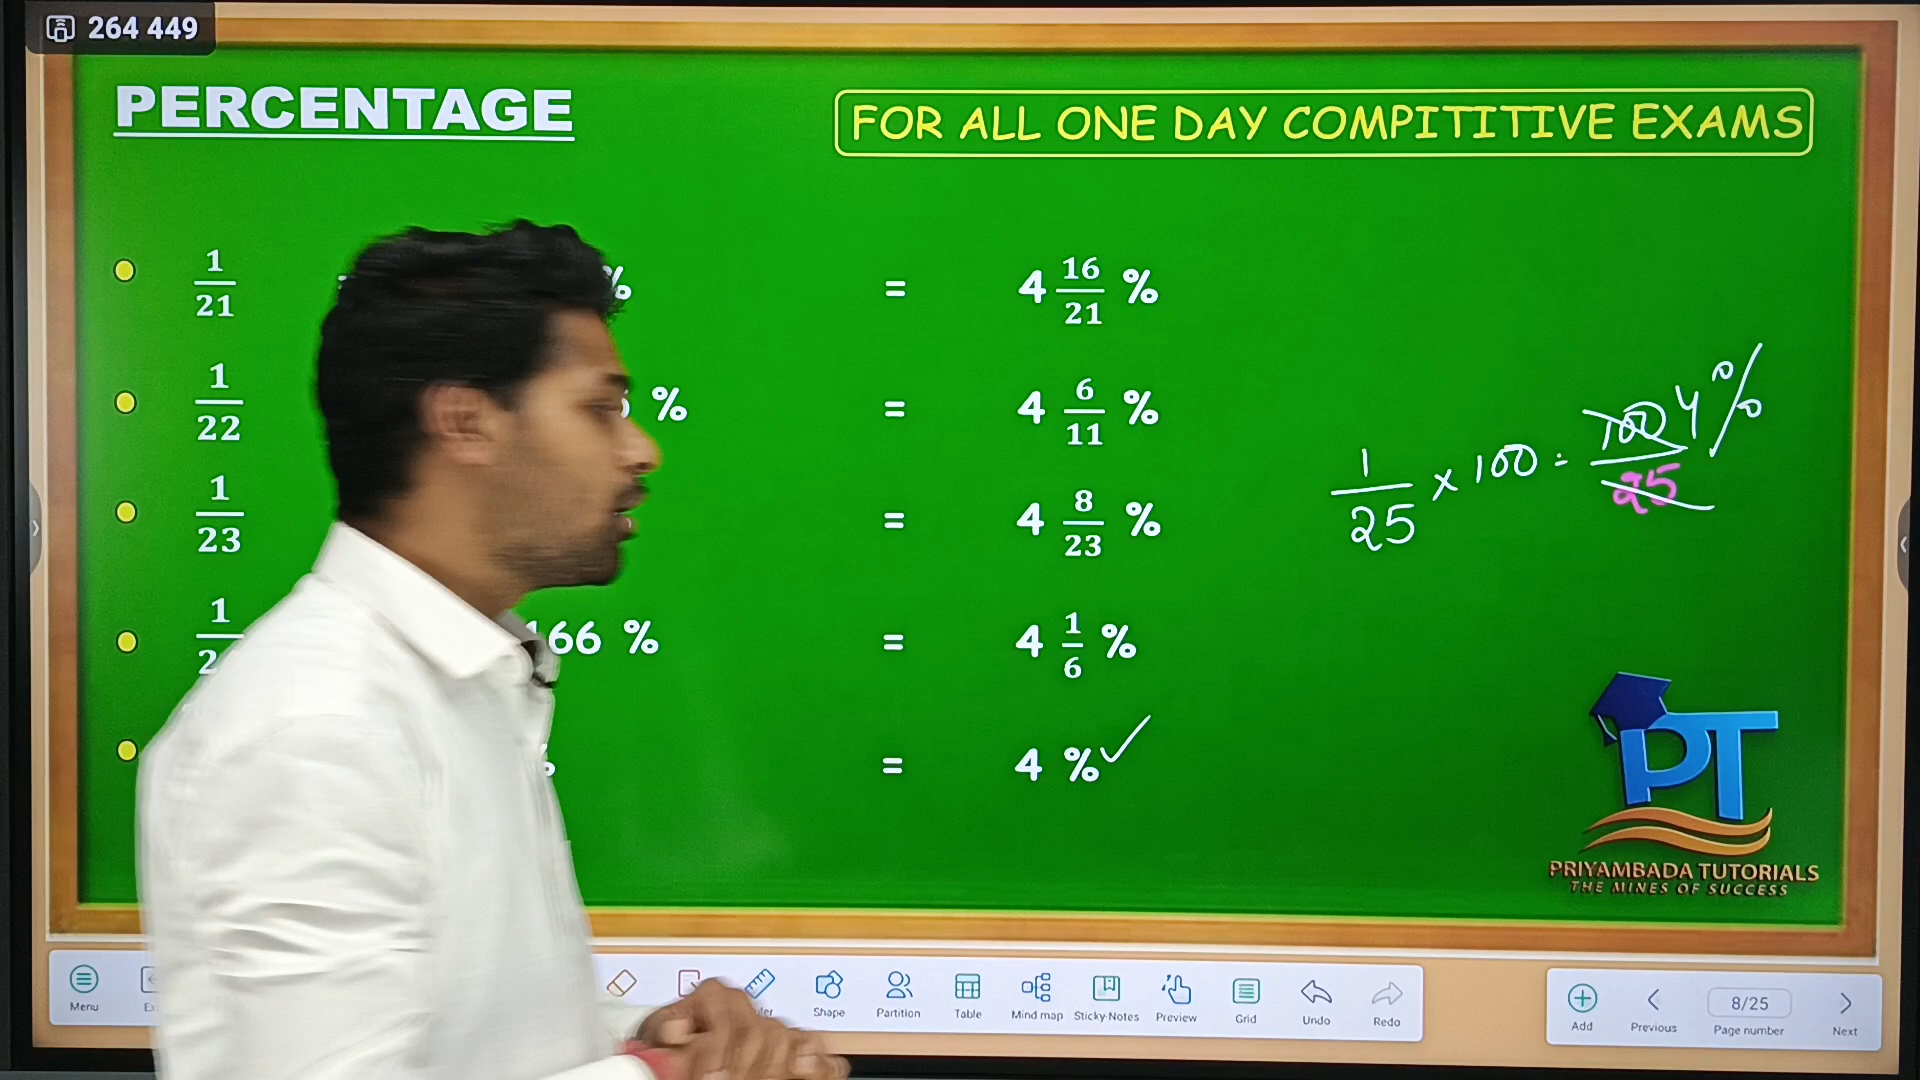 264 449
PERCENTAGE
FOR ALL ONE DAY COMPITITIVE EXAMS
1/21 % = 4 16/21 %
1/22 % = 4 6/11 %
1/23 = 4 8/23 %
1/2 166 % = 4 1/6 %
% = 4 % ✓
1/25 × 100 = 100/25 4%
PT
PRIYAMBADA TUTORIALS
THE MINES OF SUCCESS
Menu Shape Partition Table Mind map Sticky-Notes Preview Grid Undo Redo
Add Previous 8/25 Page number Next